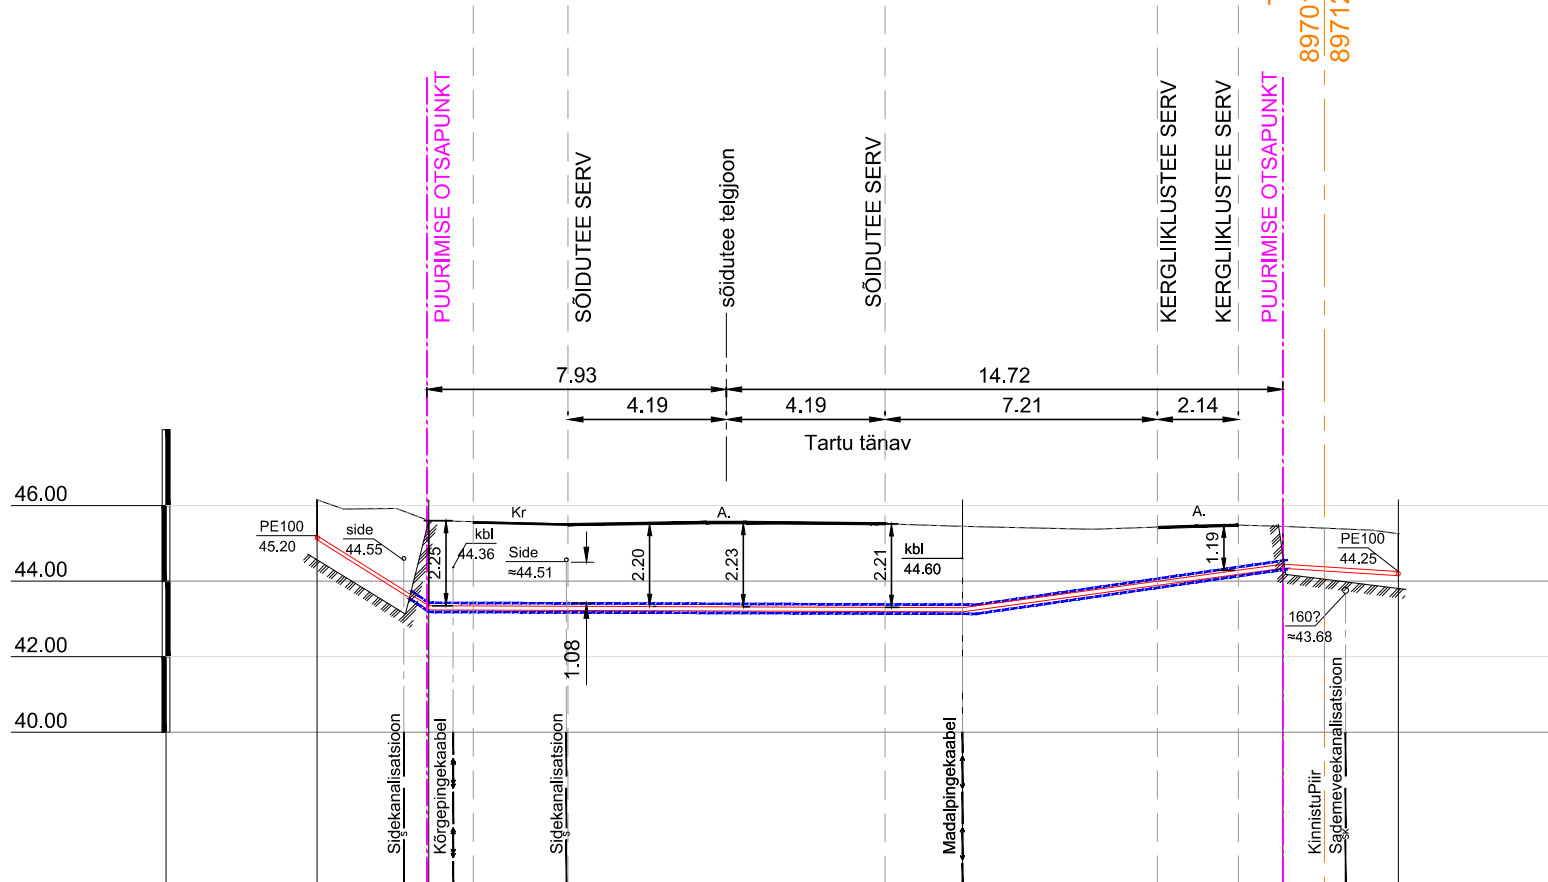 89701
89712
PUURIMISE OTSAPUNKT
SÕIDUTEE SERV
sõidutee telgjoon
SÕIDUTEE SERV
KERGLIIKLUSTEE SERV
KERGLIIKLUSTEE SERV
PUURIMISE OTSAPUNKT
7.93
14.72
4.19
4.19
7.21
2.14
Tartu tänav
46.00
44.00
42.00
40.00
PE100
45.20
side
44.55
kbl
44.36
Kr
Side
≈44.51
A.
kbl
44.60
A.
PE100
44.25
160?
≈43.68
2.25
2.20
2.23
2.21
1.19
1.08
Sidekanalisatsioon
Kõrgepingekaabel
Sidekanalisatsioon
Madalpingekaabel
KinnistuPiir
Sademeveekanalisatsioon